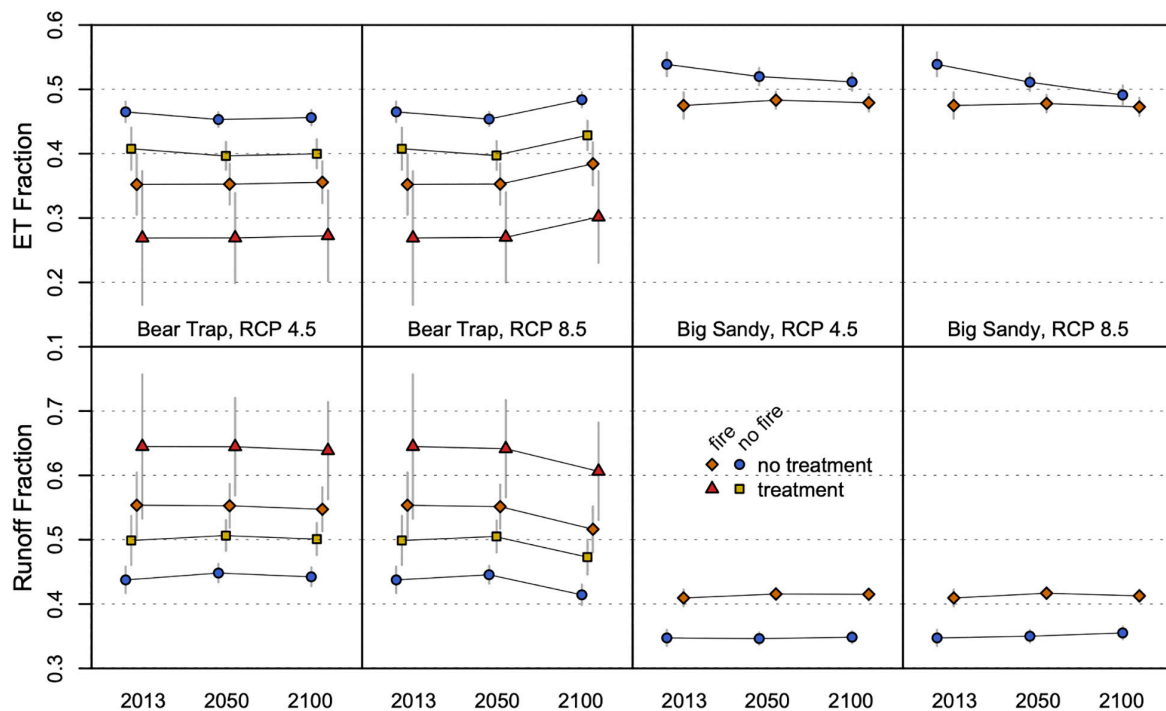 ET Fraction
0.6
0.5
0.4
0.3
0.2
0.1
Bear Trap, RCP 4.5
Bear Trap, RCP 8.5
Big Sandy, RCP 4.5
Big Sandy, RCP 8.5
Runoff Fraction
0.7
0.6
0.5
0.4
0.3
fire
no fire
no treatment
treatment
2013 2050 2100
2013 2050 2100
2013 2050 2100
2013 2050 2100